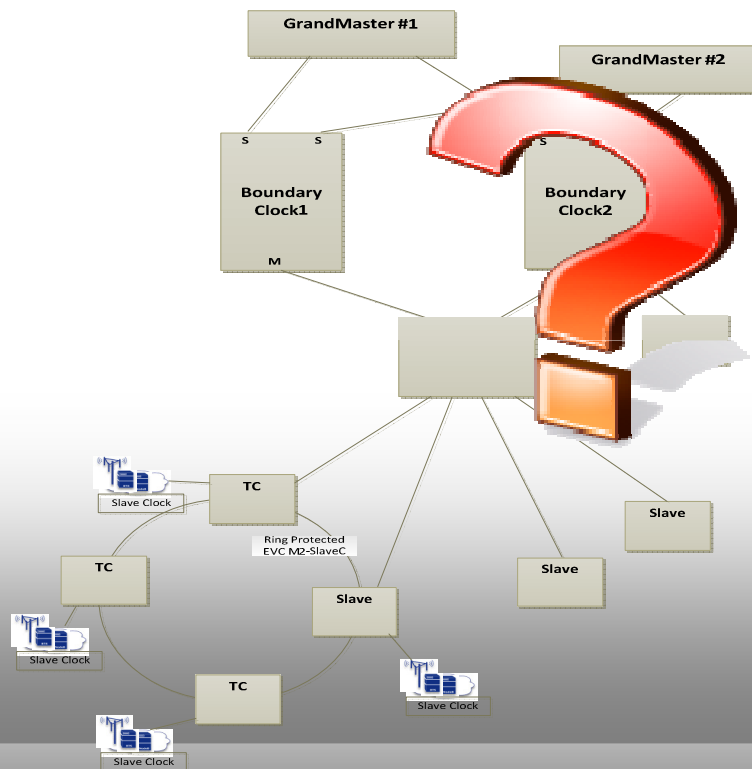 GrandMaster #1
GrandMaster #2
S S
S
Boundary
Clock1
Boundary
Clock2
M
TC
Slave Clock
Slave
Ring Protected
EVC M2-SlaveC
TC
Slave
Slave
Slave Clock
TC
Slave Clock
Slave Clock